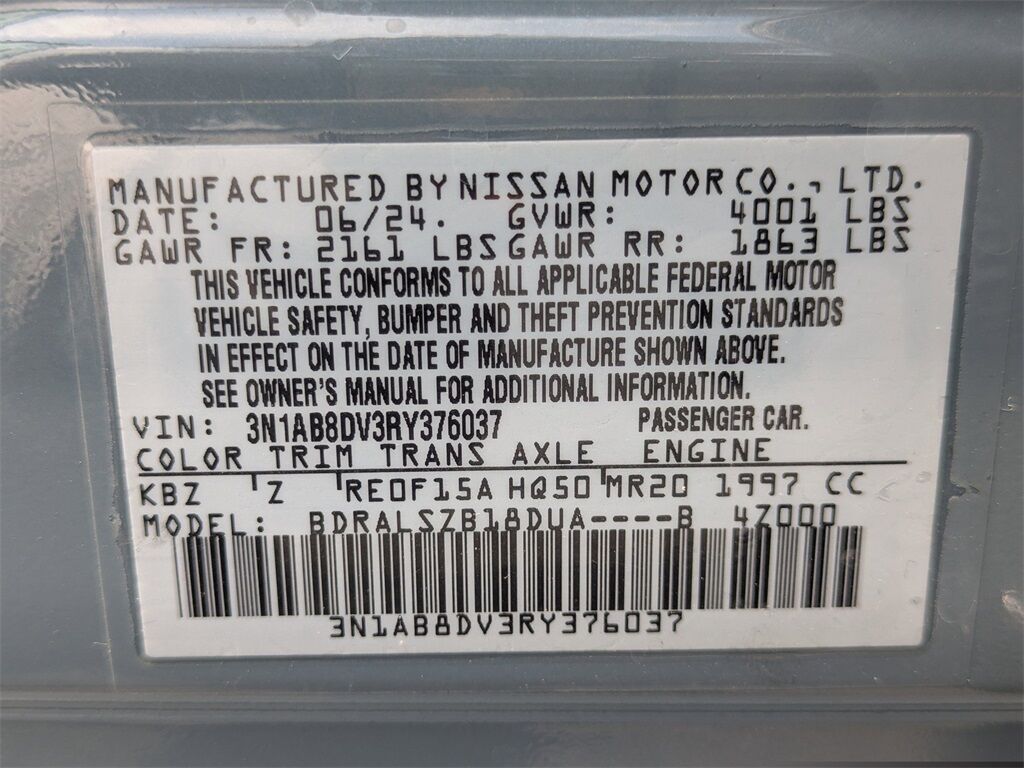 MANUFACTURED BY NISSAN MOTOR CO., LTD.
DATE: 06/24. GVWR: 4001 LBS
GAWR FR: 2161 LBS GAWR RR: 1863 LBS
THIS VEHICLE CONFORMS TO ALL APPLICABLE FEDERAL MOTOR
VEHICLE SAFETY, BUMPER AND THEFT PREVENTION STANDARDS
IN EFFECT ON THE DATE OF MANUFACTURE SHOWN ABOVE.
SEE OWNER'S MANUAL FOR ADDITIONAL INFORMATION.
VIN: 3N1AB8DV3RY376037 PASSENGER CAR.
COLOR TRIM TRANS AXLE ENGINE
KBZ Z RE0F15A HQ50 MR20 1997 CC
MODEL: BDRALSZB18DUA----B 4Z000
3N1AB8DV3RY376037